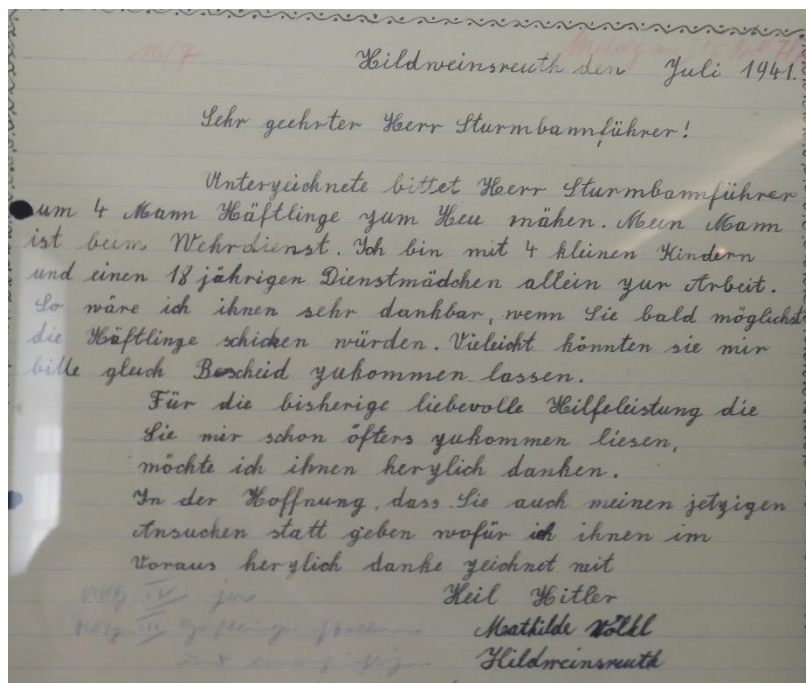 16/7
Hildweinsreuth den Juli 1941.
Sehr geehrter Herr Sturmbannführer!
Unterzeichnete bittet Herr Sturmbannführer
um 4 Mann Häftlinge zum Heu mähen. Mein Mann
ist beim Wehrdienst. Ich bin mit 4 kleinen Kindern
und einen 18 jährigen Dienstmädchen allein zur Arbeit.
So wäre ich ihnen sehr dankbar, wenn Sie bald möglichst
die Häftlinge schicken würden. Vieleicht könnten sie mir
bitte gleich Bescheid zukommen lassen.
Für die bisherige liebevolle Hilfeleistung die
Sie mir schon öfters zukommen liesen,
möchte ich ihnen herzlich danken.
In der Hoffnung, dass Sie auch meinen jetzigen
Ansuchen statt geben wofür ich ihnen im
Voraus herzlich danke zeichnet mit
Heil Hitler
Mathilde Völkl
Hildweinsreuth